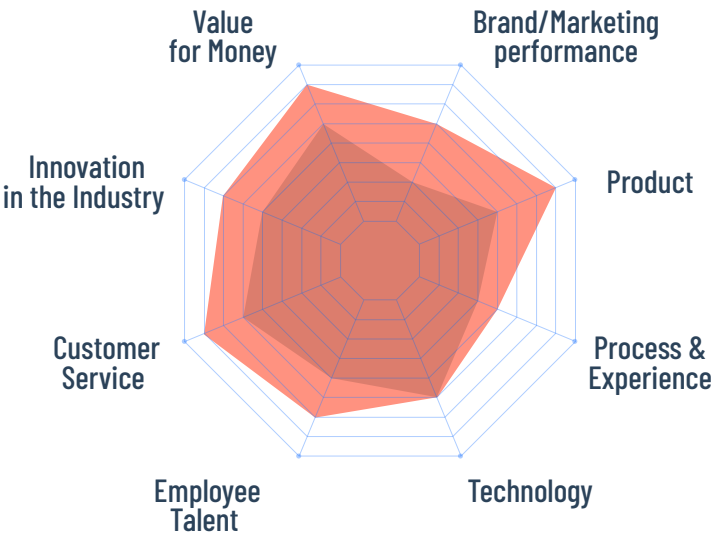 Value
for Money
Brand/Marketing
performance
Innovation
in the Industry
Product
Customer
Service
Process &
Experience
Employee
Talent
Technology